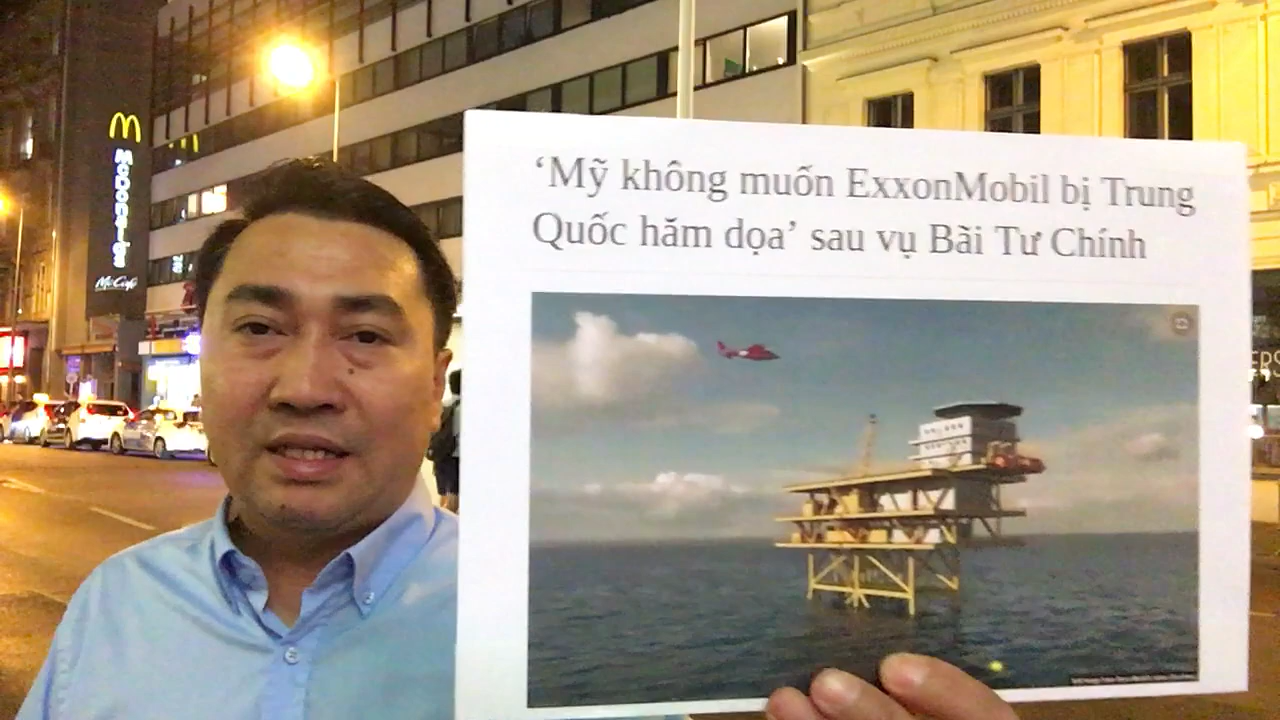 McDonald's
McCafé
‘Mỹ không muốn ExxonMobil bị Trung
Quốc hăm dọa’ sau vụ Bãi Tư Chính